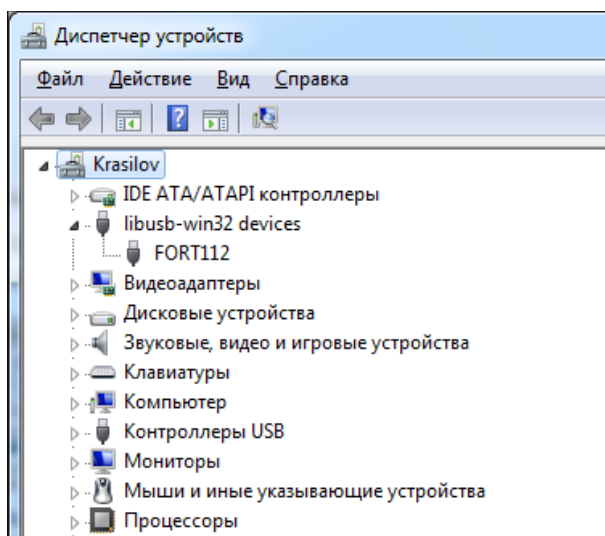 Диспетчер устройств
Файл Действие Вид Справка
Krasilov
IDE ATA/ATAPI контроллеры
libusb-win32 devices
FORT112
Видеоадаптеры
Дисковые устройства
Звуковые, видео и игровые устройства
Клавиатуры
Компьютер
Контроллеры USB
Мониторы
Мыши и иные указывающие устройства
Процессоры